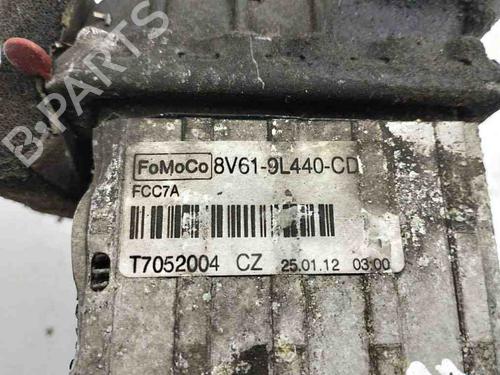 B-PARTS
FoMoCo 8V61-9L440-CD
FCC7A
T7052004 CZ 25.01.12 03:00